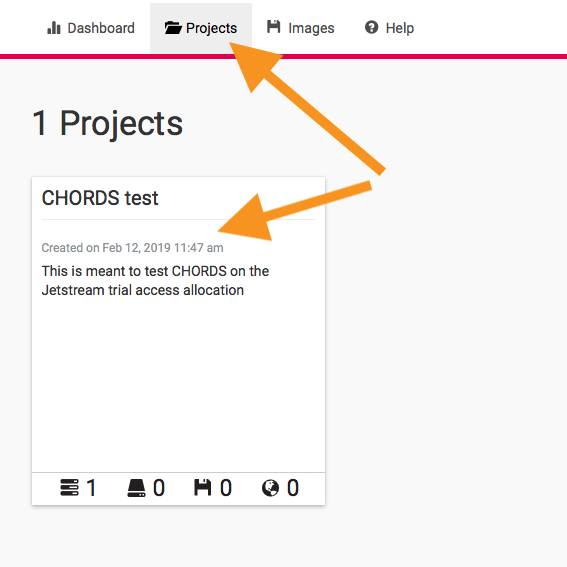 Dashboard Projects Images Help
1 Projects
CHORDS test
Created on Feb 12, 2019 11:47 am
This is meant to test CHORDS on the
Jetstream trial access allocation
1 0 0 0